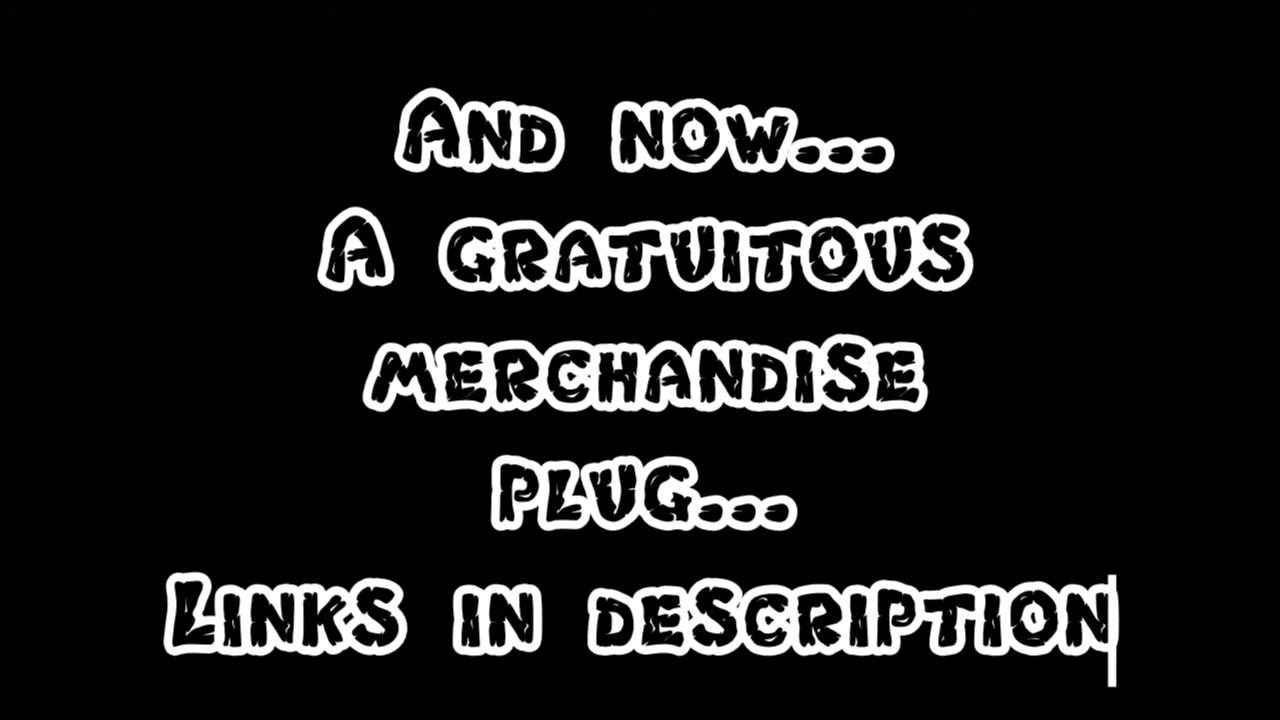 And now...
A gratuitous
merchandise
plug...
Links in description